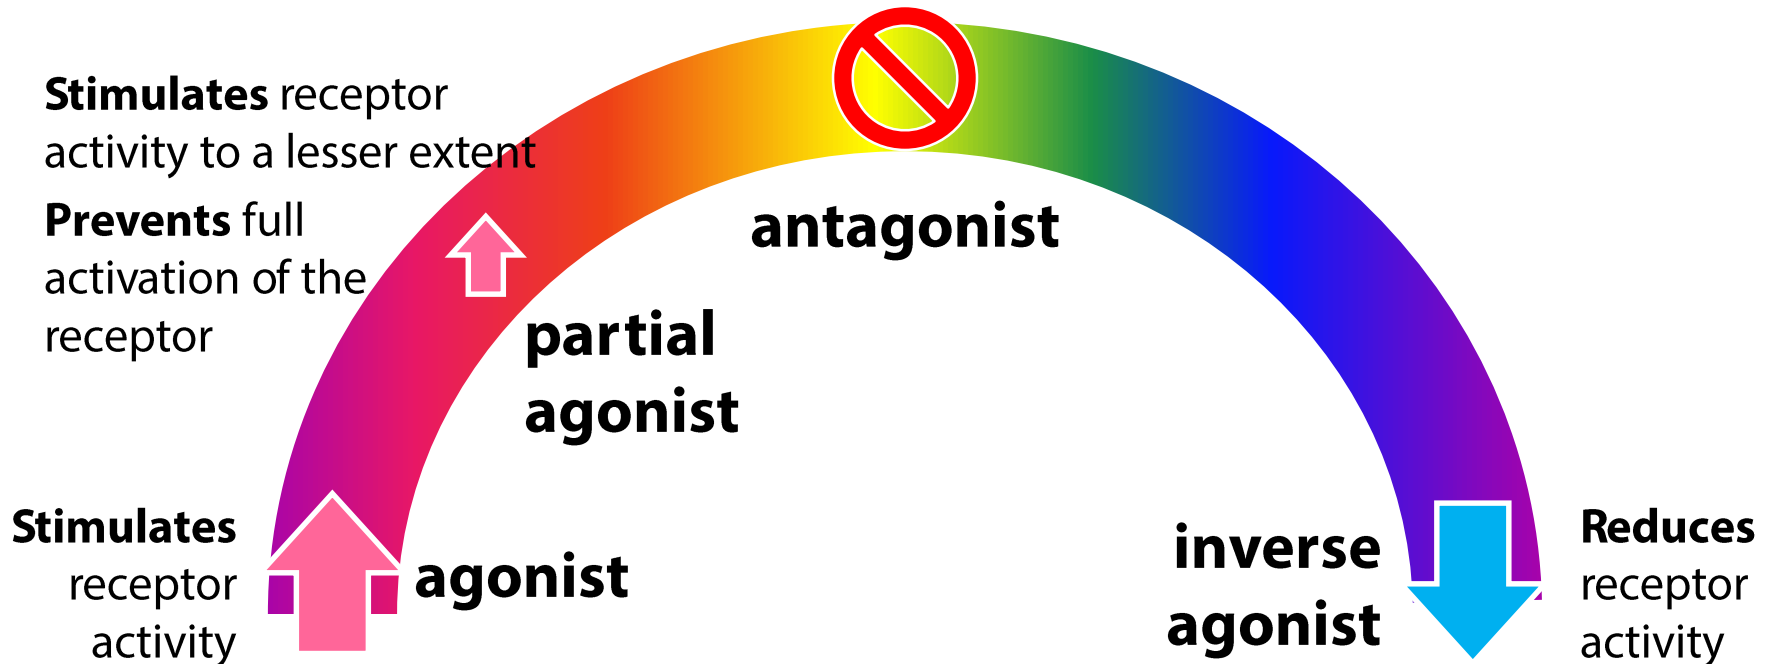 Stimulates receptor
activity to a lesser extent
Prevents full
activation of the
receptor
antagonist
partial
agonist
Stimulates
receptor
activity
agonist
inverse
agonist
Reduces
receptor
activity